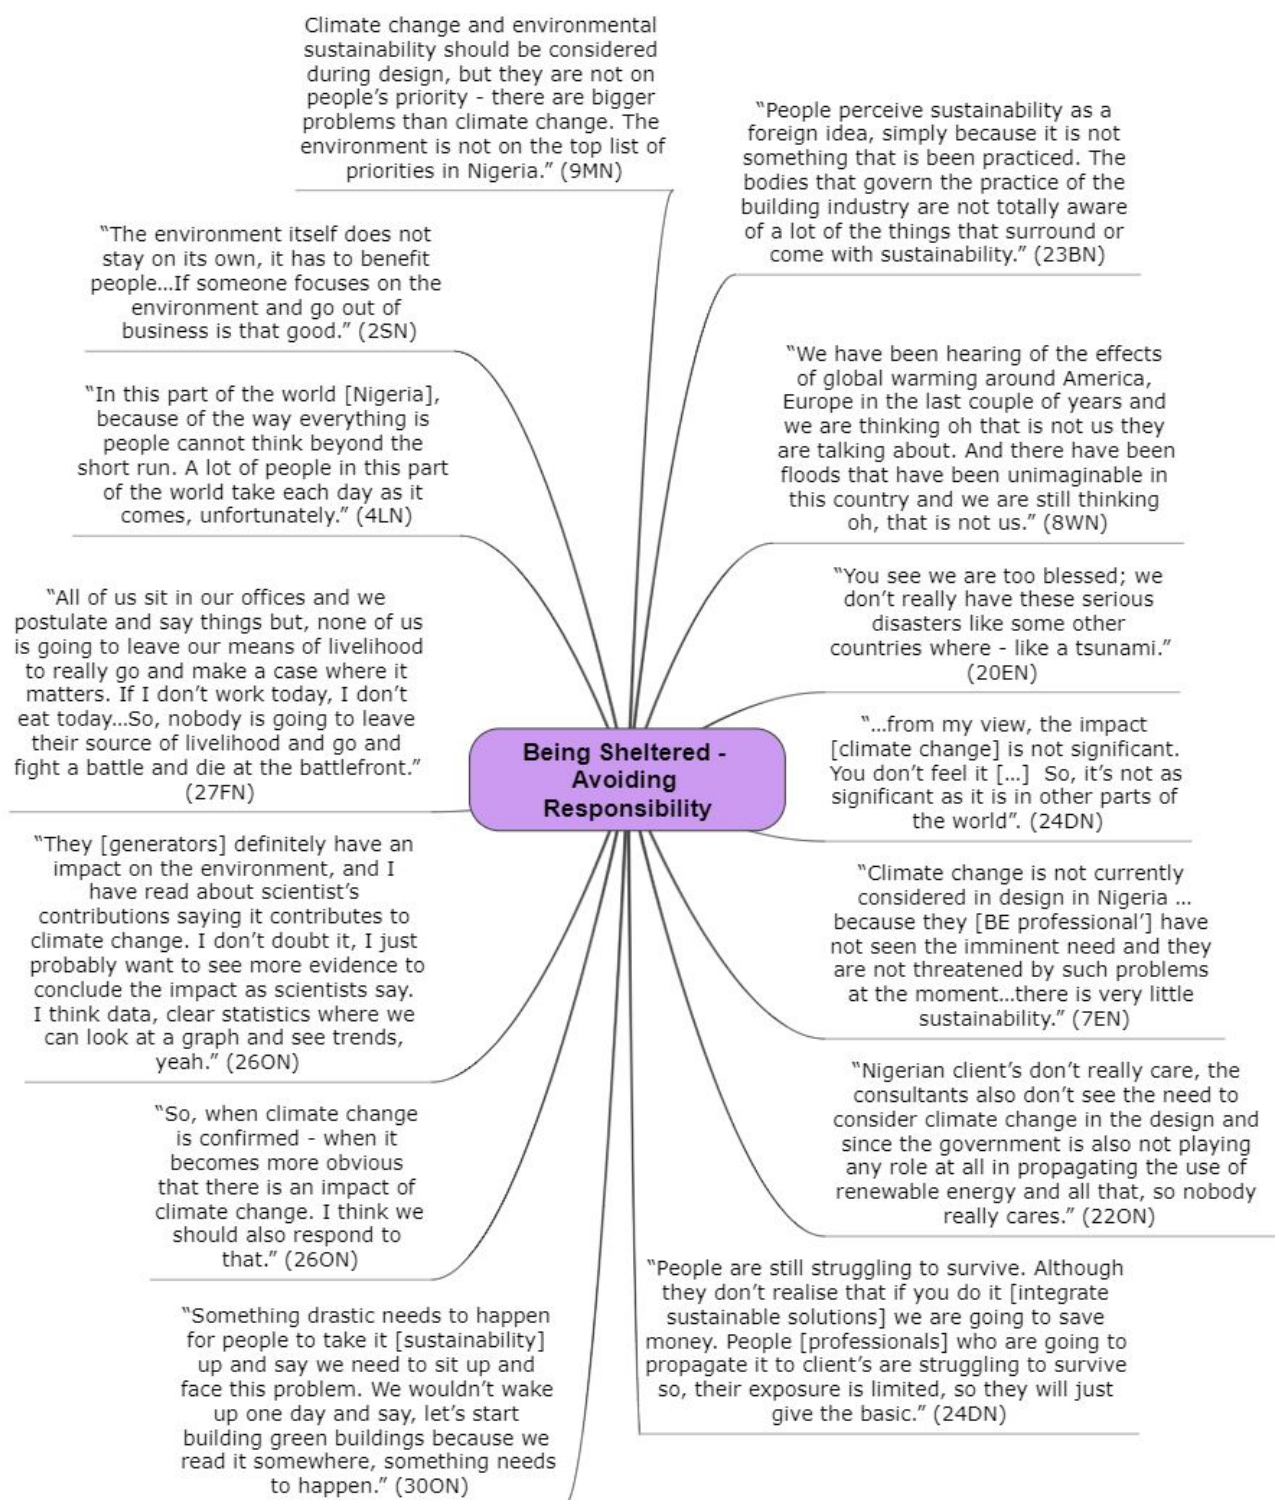 Climate change and environmental
sustainability should be considered
during design, but they are not on
people’s priority - there are bigger
problems than climate change. The
environment is not on the top list of
priorities in Nigeria.” (9MN)
“People perceive sustainability as a
foreign idea, simply because it is not
something that is been practiced. The
bodies that govern the practice of the
building industry are not totally aware
of a lot of the things that surround or
come with sustainability.” (23BN)
“The environment itself does not
stay on its own, it has to benefit
people...If someone focuses on the
environment and go out of
business is that good.” (2SN)
“We have been hearing of the effects
of global warming around America,
Europe in the last couple of years and
we are thinking oh that is not us they
are talking about. And there have been
floods that have been unimaginable in
this country and we are still thinking
oh, that is not us.” (8WN)
“In this part of the world [Nigeria],
because of the way everything is
people cannot think beyond the
short run. A lot of people in this part
of the world take each day as it
comes, unfortunately.” (4LN)
“You see we are too blessed; we
don’t really have these serious
disasters like some other
countries where - like a tsunami.”
(20EN)
“All of us sit in our offices and we
postulate and say things but, none of us
is going to leave our means of livelihood
to really go and make a case where it
matters. If I don’t work today, I don’t
eat today...So, nobody is going to leave
their source of livelihood and go and
fight a battle and die at the battlefront.”
(27FN)
“...from my view, the impact
[climate change] is not significant.
You don’t feel it [...]  So, it’s not as
significant as it is in other parts of
the world”. (24DN)
Being Sheltered -
Avoiding
Responsibility
“They [generators] definitely have an
impact on the environment, and I
have read about scientist’s
contributions saying it contributes to
climate change. I don’t doubt it, I just
probably want to see more evidence to
conclude the impact as scientists say.
I think data, clear statistics where we
can look at a graph and see trends,
yeah.” (26ON)
“Climate change is not currently
considered in design in Nigeria ...
because they [BE professional’] have
not seen the imminent need and they
are not threatened by such problems
at the moment...there is very little
sustainability.” (7EN)
“Nigerian client’s don’t really care, the
consultants also don’t see the need to
consider climate change in the design and
since the government is also not playing
any role at all in propagating the use of
renewable energy and all that, so nobody
really cares.” (22ON)
“So, when climate change
is confirmed - when it
becomes more obvious
that there is an impact of
climate change. I think we
should also respond to
that.” (26ON)
“People are still struggling to survive. Although
they don’t realise that if you do it [integrate
sustainable solutions] we are going to save
money. People [professionals] who are going to
propagate it to client’s are struggling to survive
so, their exposure is limited, so they will just
give the basic.” (24DN)
“Something drastic needs to happen
for people to take it [sustainability]
up and say we need to sit up and
face this problem. We wouldn’t wake
up one day and say, let’s start
building green buildings because we
read it somewhere, something needs
to happen.” (30ON)